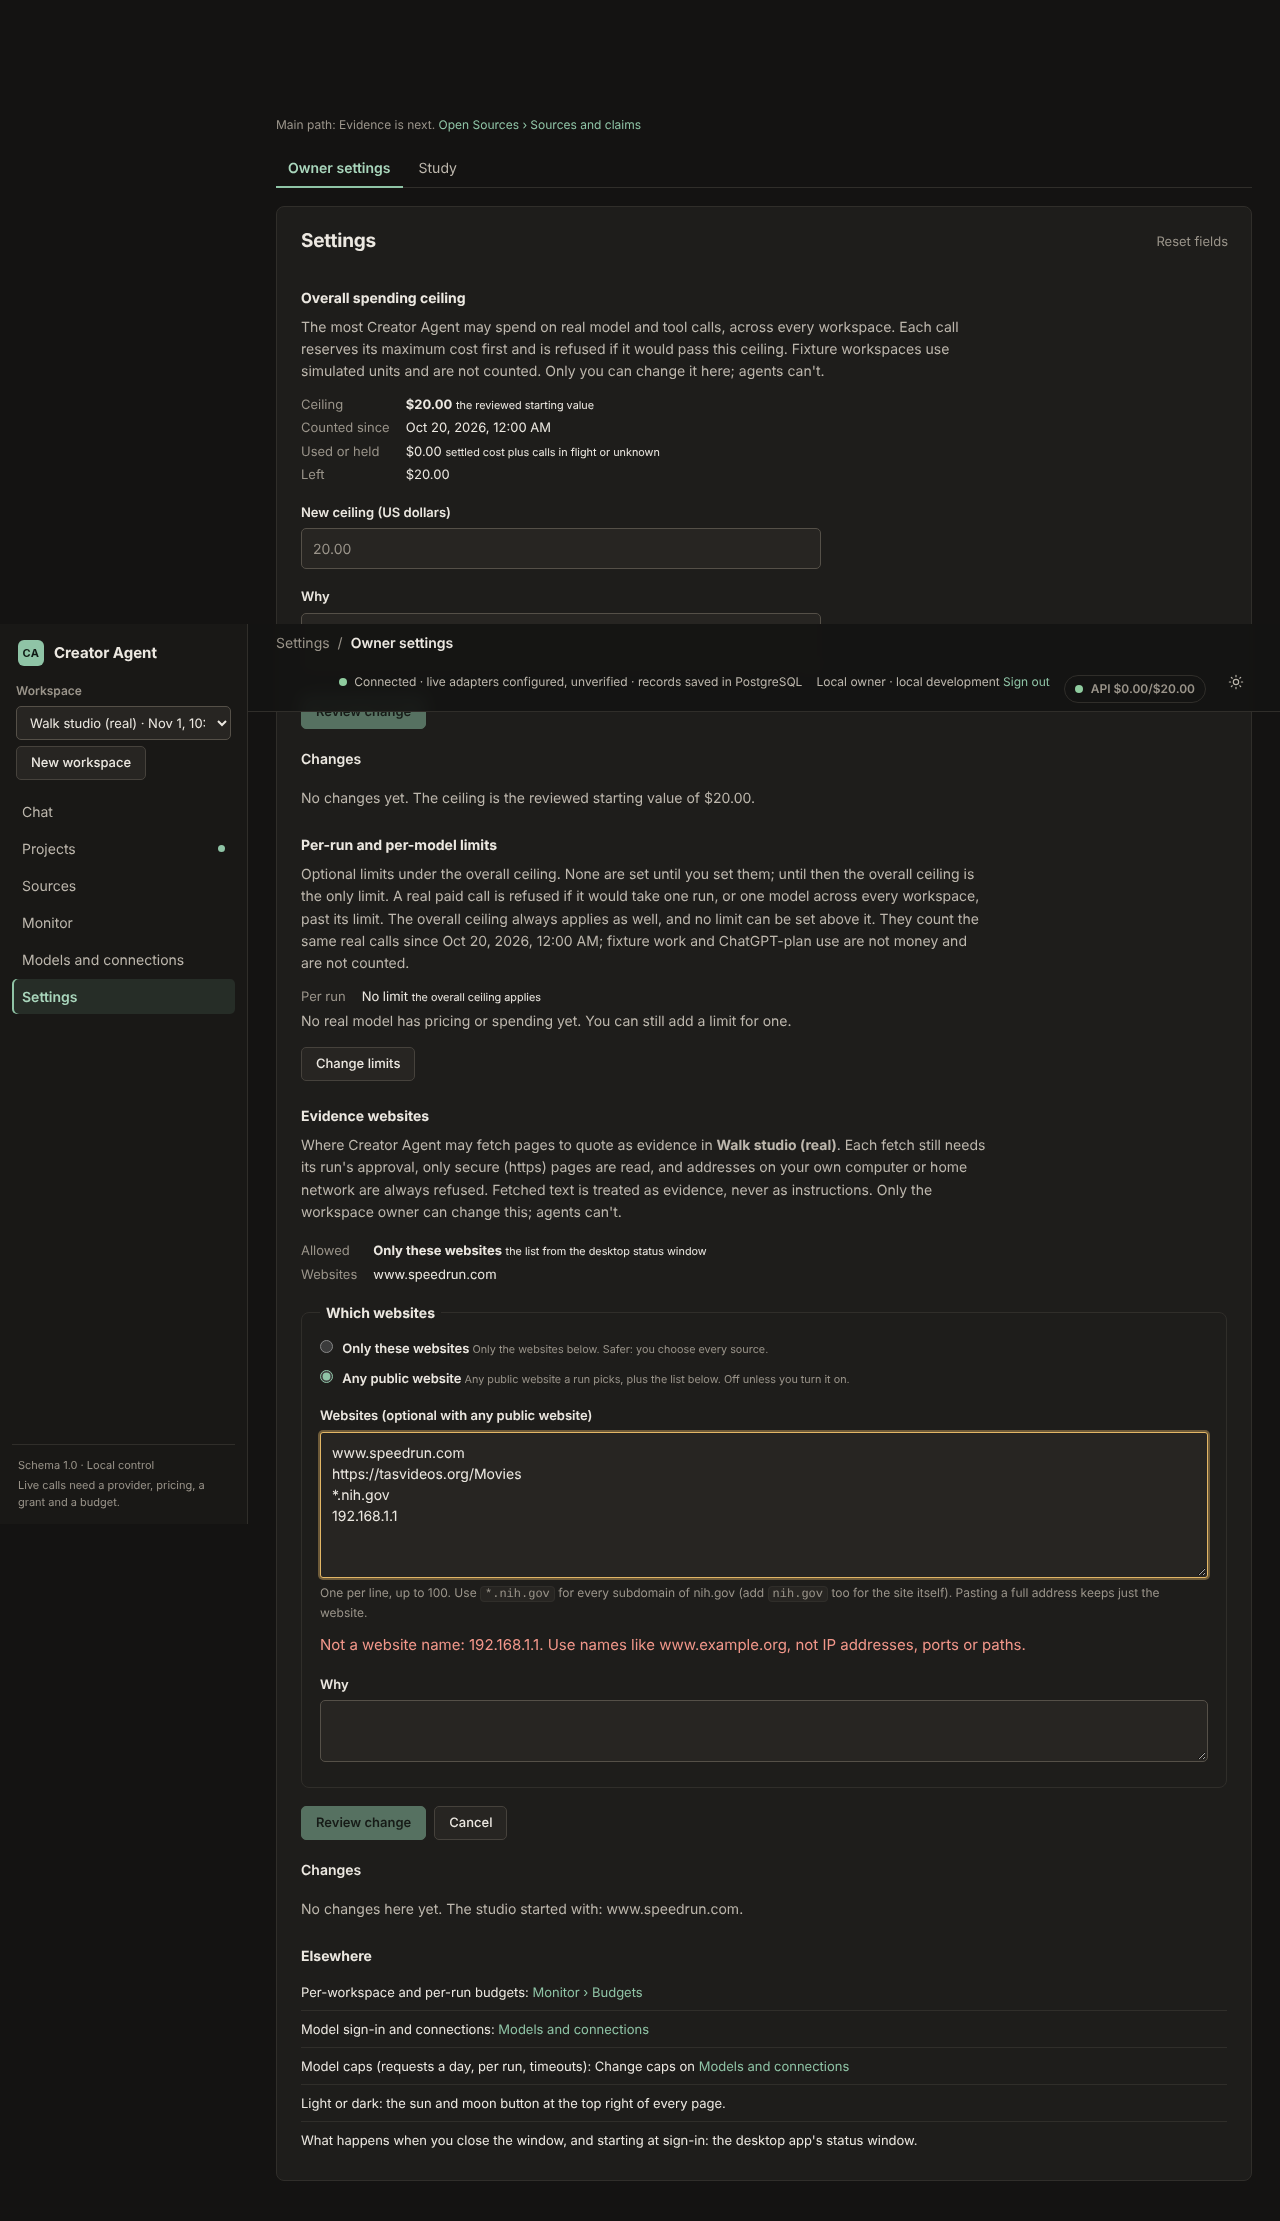 Main path: Evidence is next. Open Sources › Sources and claims
Owner settings
Study
Settings
Reset fields
Overall spending ceiling
The most Creator Agent may spend on real model and tool calls, across every workspace. Each call
reserves its maximum cost first and is refused if it would pass this ceiling. Fixture workspaces use
simulated units and are not counted. Only you can change it here; agents can't.
Ceiling $20.00 the reviewed starting value
Counted since Oct 20, 2026, 12:00 AM
Used or held $0.00 settled cost plus calls in flight or unknown
Left $20.00
New ceiling (US dollars)
20.00
Why
CA Creator Agent
Workspace
Walk studio (real) · Nov 1, 10:
New workspace
Chat
Projects
Sources
Monitor
Models and connections
Settings
Schema 1.0 · Local control
Live calls need a provider, pricing, a
grant and a budget.
Settings / Owner settings
Connected · live adapters configured, unverified · records saved in PostgreSQL Local owner · local development Sign out API $0.00/$20.00
Review change
Changes
No changes yet. The ceiling is the reviewed starting value of $20.00.
Per-run and per-model limits
Optional limits under the overall ceiling. None are set until you set them; until then the overall ceiling is
the only limit. A real paid call is refused if it would take one run, or one model across every workspace,
past its limit. The overall ceiling always applies as well, and no limit can be set above it. They count the
same real calls since Oct 20, 2026, 12:00 AM; fixture work and ChatGPT-plan use are not money and
are not counted.
Per run No limit the overall ceiling applies
No real model has pricing or spending yet. You can still add a limit for one.
Change limits
Evidence websites
Where Creator Agent may fetch pages to quote as evidence in Walk studio (real). Each fetch still needs
its run's approval, only secure (https) pages are read, and addresses on your own computer or home
network are always refused. Fetched text is treated as evidence, never as instructions. Only the
workspace owner can change this; agents can't.
Allowed Only these websites the list from the desktop status window
Websites www.speedrun.com
Which websites
Only these websites Only the websites below. Safer: you choose every source.
Any public website Any public website a run picks, plus the list below. Off unless you turn it on.
Websites (optional with any public website)
www.speedrun.com
https://tasvideos.org/Movies
*.nih.gov
192.168.1.1
One per line, up to 100. Use *.nih.gov for every subdomain of nih.gov (add nih.gov too for the site itself). Pasting a full address keeps just the
website.
Not a website name: 192.168.1.1. Use names like www.example.org, not IP addresses, ports or paths.
Why
Review change
Cancel
Changes
No changes here yet. The studio started with: www.speedrun.com.
Elsewhere
Per-workspace and per-run budgets: Monitor › Budgets
Model sign-in and connections: Models and connections
Model caps (requests a day, per run, timeouts): Change caps on Models and connections
Light or dark: the sun and moon button at the top right of every page.
What happens when you close the window, and starting at sign-in: the desktop app's status window.